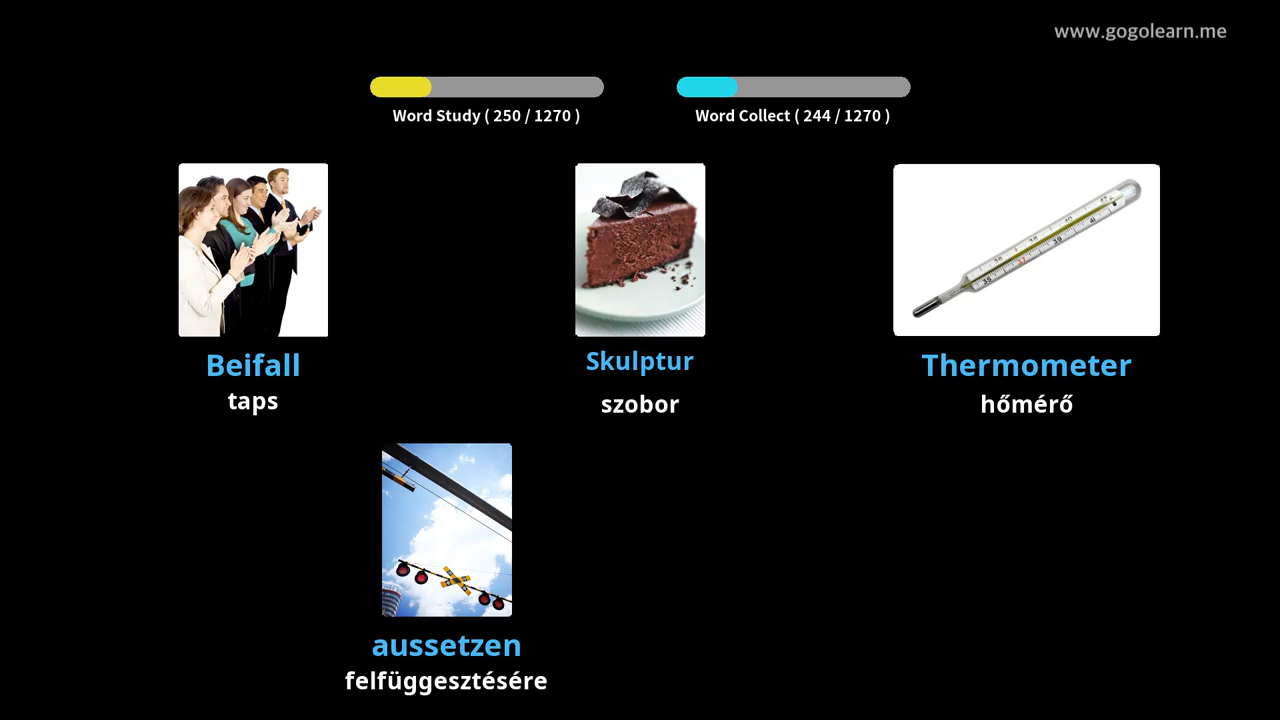 www.gogolearn.me
Word Study ( 250 / 1270 )
Word Collect ( 244 / 1270 )
Beifall
taps
Skulptur
szobor
Thermometer
hőmérő
aussetzen
felfüggesztésére